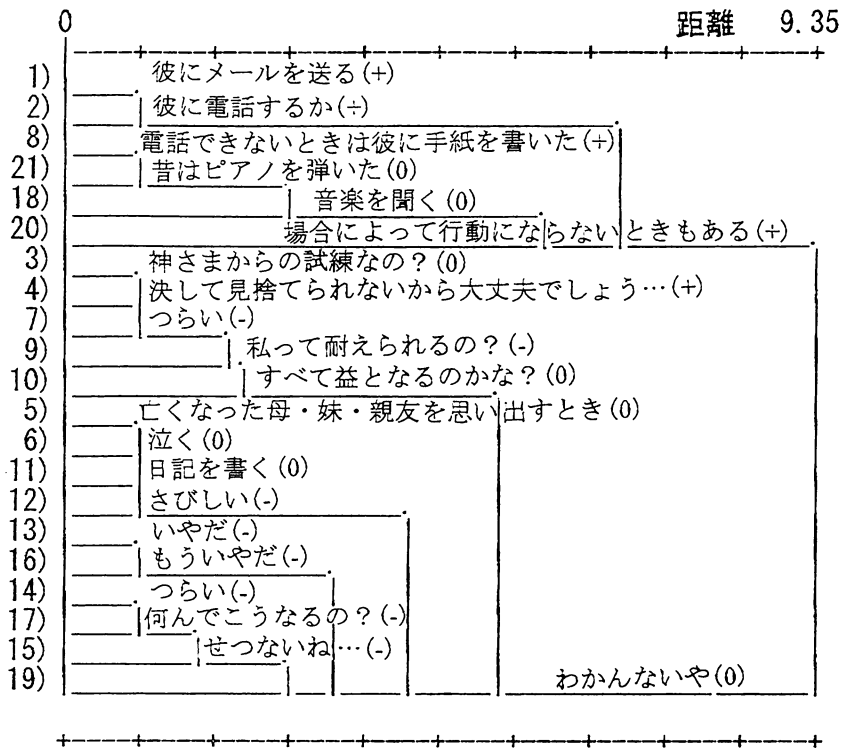 0 距離 9.35
1) 彼にメールを送る(+)
2) 彼に電話するか(+)
8) 電話できないときは彼に手紙を書いた(+)
21) 昔はピアノを弾いた(0)
18) 音楽を聞く(0)
20) 場合によって行動にならないときもある(+)
3) 神さまからの試練なの？(0)
4) 決して見捨てられないから大丈夫でしょう…(+)
7) つらい(-)
9) 私って耐えられるの？(-)
10) すべて益となるのかな？(0)
5) 亡くなった母・妹・親友を思い出すとき(0)
6) 泣く(0)
11) 日記を書く(0)
12) さびしい(-)
13) いやだ(-)
16) もういやだ(-)
14) つらい(-)
17) 何んでこうなるの？(-)
15) せつないね…(-)
19) わかんないや(0)